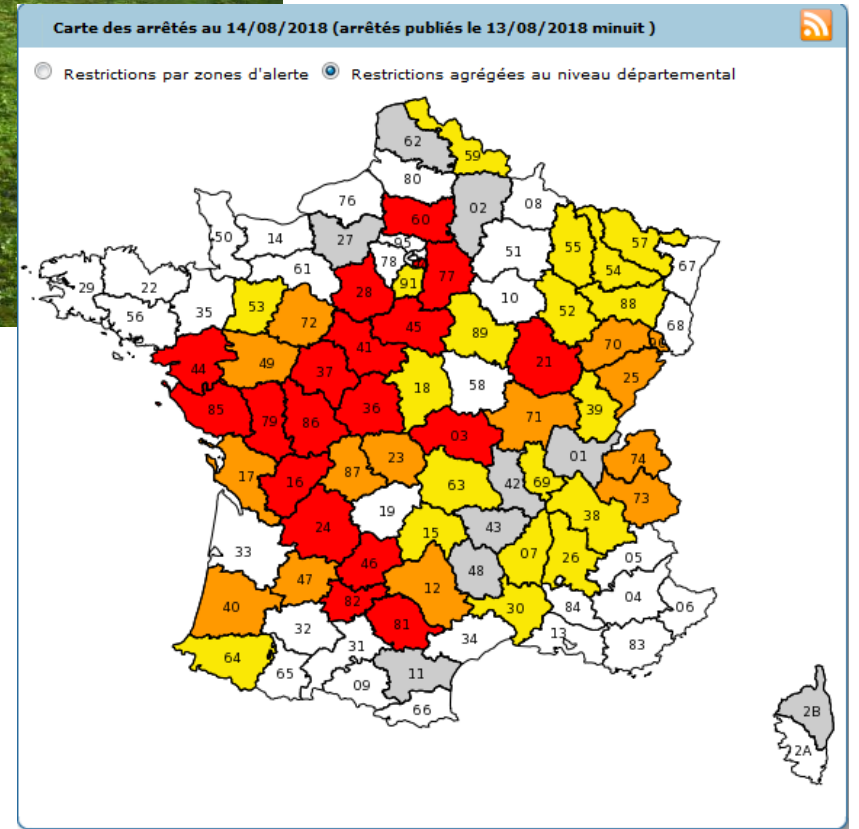 Carte des arrêtés au 14/08/2018 (arrêtés publiés le 13/08/2018 minuit )
Restrictions par zones d'alerte Restrictions agrégées au niveau départemental
62
59
80
76 60 02 08
50 14 27 95 51 55 57
78 77 54 67
29 22 61 91
28 10 52 88
56 35 53 72 68
45 89
41 70
44 49 21 25
37
18 58
85 79 86 36 39
71
03
17 87 23 01 74
16 63 42 69 73
24 19 38
15 43
33 07 26 05
46 48
47 12
40 82 30 84 04 06
32 81 13
64 31 34 83
65 09 11
66
2B
2A